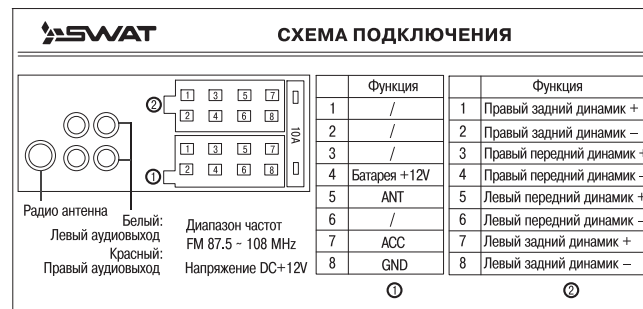 SWAT
СХЕМА ПОДКЛЮЧЕНИЯ
② 1 3 5 7
2 4 6 8
10A
1 3 5 7
① 2 4 6 8
Радио антенна
Белый:
Левый аудиовыход
Красный:
Правый аудиовыход
Диапазон частот
FM 87.5 ~ 108 MHz
Напряжение DC+12V
Функция
1 /
2 /
3 /
4 Батарея +12V
5 ANT
6 /
7 ACC
8 GND
①
Функция
1 Правый задний динамик +
2 Правый задний динамик –
3 Правый передний динамик +
4 Правый передний динамик –
5 Левый передний динамик +
6 Левый передний динамик –
7 Левый задний динамик +
8 Левый задний динамик –
②